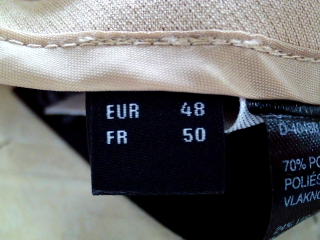 EUR 48
FR 50
70% PO
POLIÉS
VLAKNO